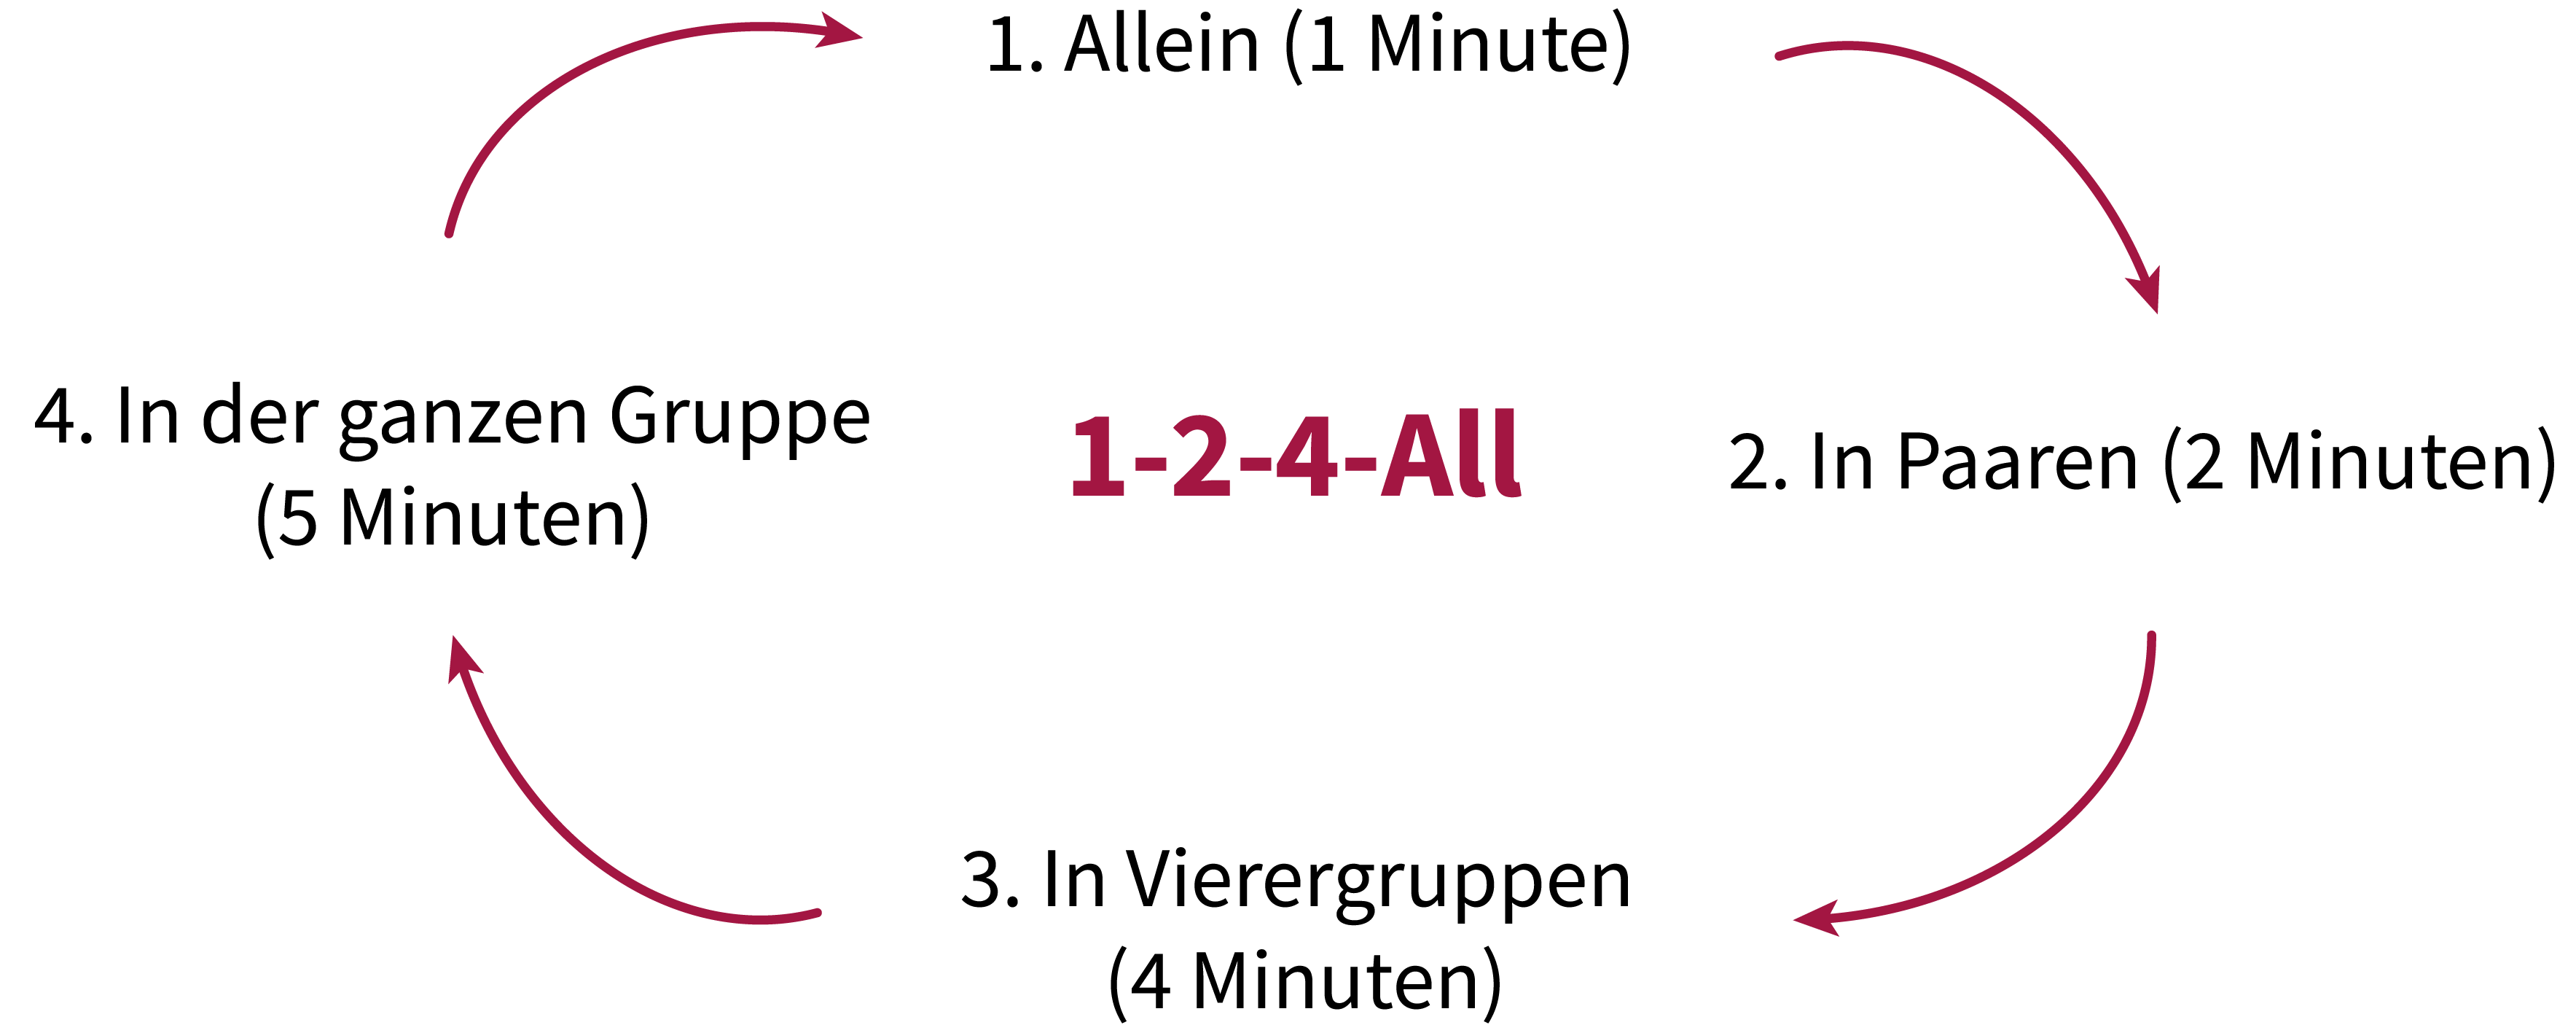 1. Allein (1 Minute)
4. In der ganzen Gruppe
(5 Minuten)
1-2-4-All
2. In Paaren (2 Minuten)
3. In Vierergruppen
(4 Minuten)